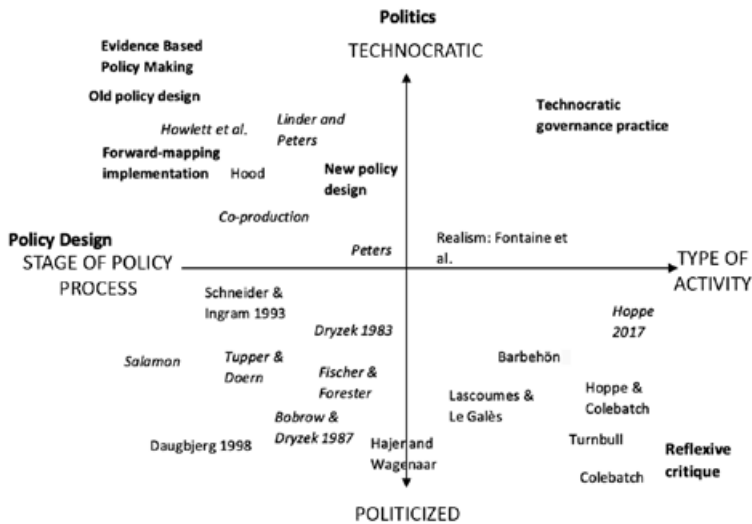 Politics
TECHNOCRATIC
Evidence Based
Policy Making
Old policy design
Howlett et al.
Linder and
Peters
Technocratic
governance practice
Forward-mapping
implementation
Hood
New policy
design
Co-production
Policy Design
STAGE OF POLICY
PROCESS
Peters
Realism: Fontaine et
al.
TYPE OF
ACTIVITY
Schneider &
Ingram 1993
Dryzek 1983
Hoppe
2017
Salamon
Tupper &
Doern
Fischer &
Forester
Barbehön
Lascoumes &
Le Galès
Hoppe &
Colebatch
Bobrow &
Dryzek 1987
Daugbjerg 1998
Hajer and
Wagenaar
Turnbull
Colebatch
Reflexive
critique
POLITICIZED